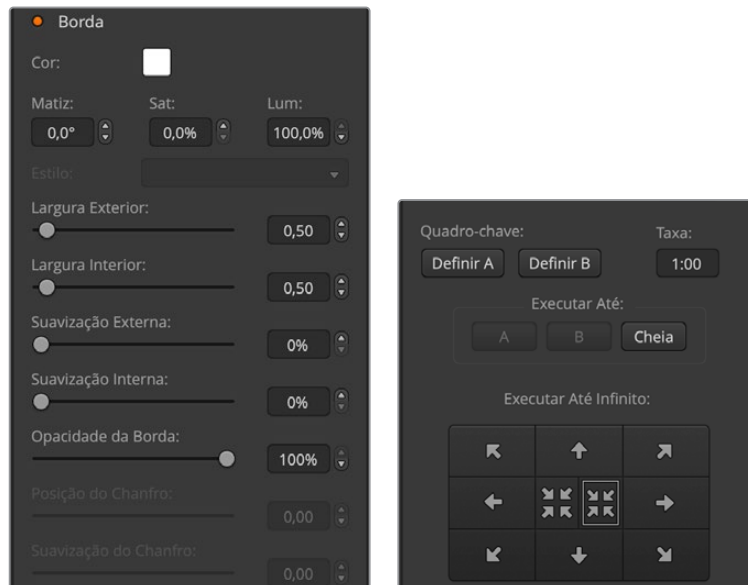 Borda
Cor:
Matiz: Sat: Lum:
0,0° 0,0% 100,0%
Estilo:
Largura Exterior:
0,50
Largura Interior:
0,50
Suavização Externa:
0%
Suavização Interna:
0%
Opacidade da Borda:
100%
Posição do Chanfro:
0,00
Suavização do Chanfro:
0,00
Quadro-chave: Taxa:
Definir A Definir B 1:00
Executar Até:
A B Cheia
Executar Até Infinito: